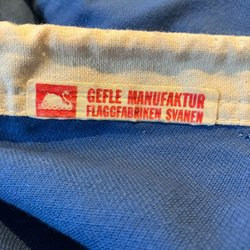 GEFLE MANUFAKTUR
FLAGGFABRIKEN SVANEN